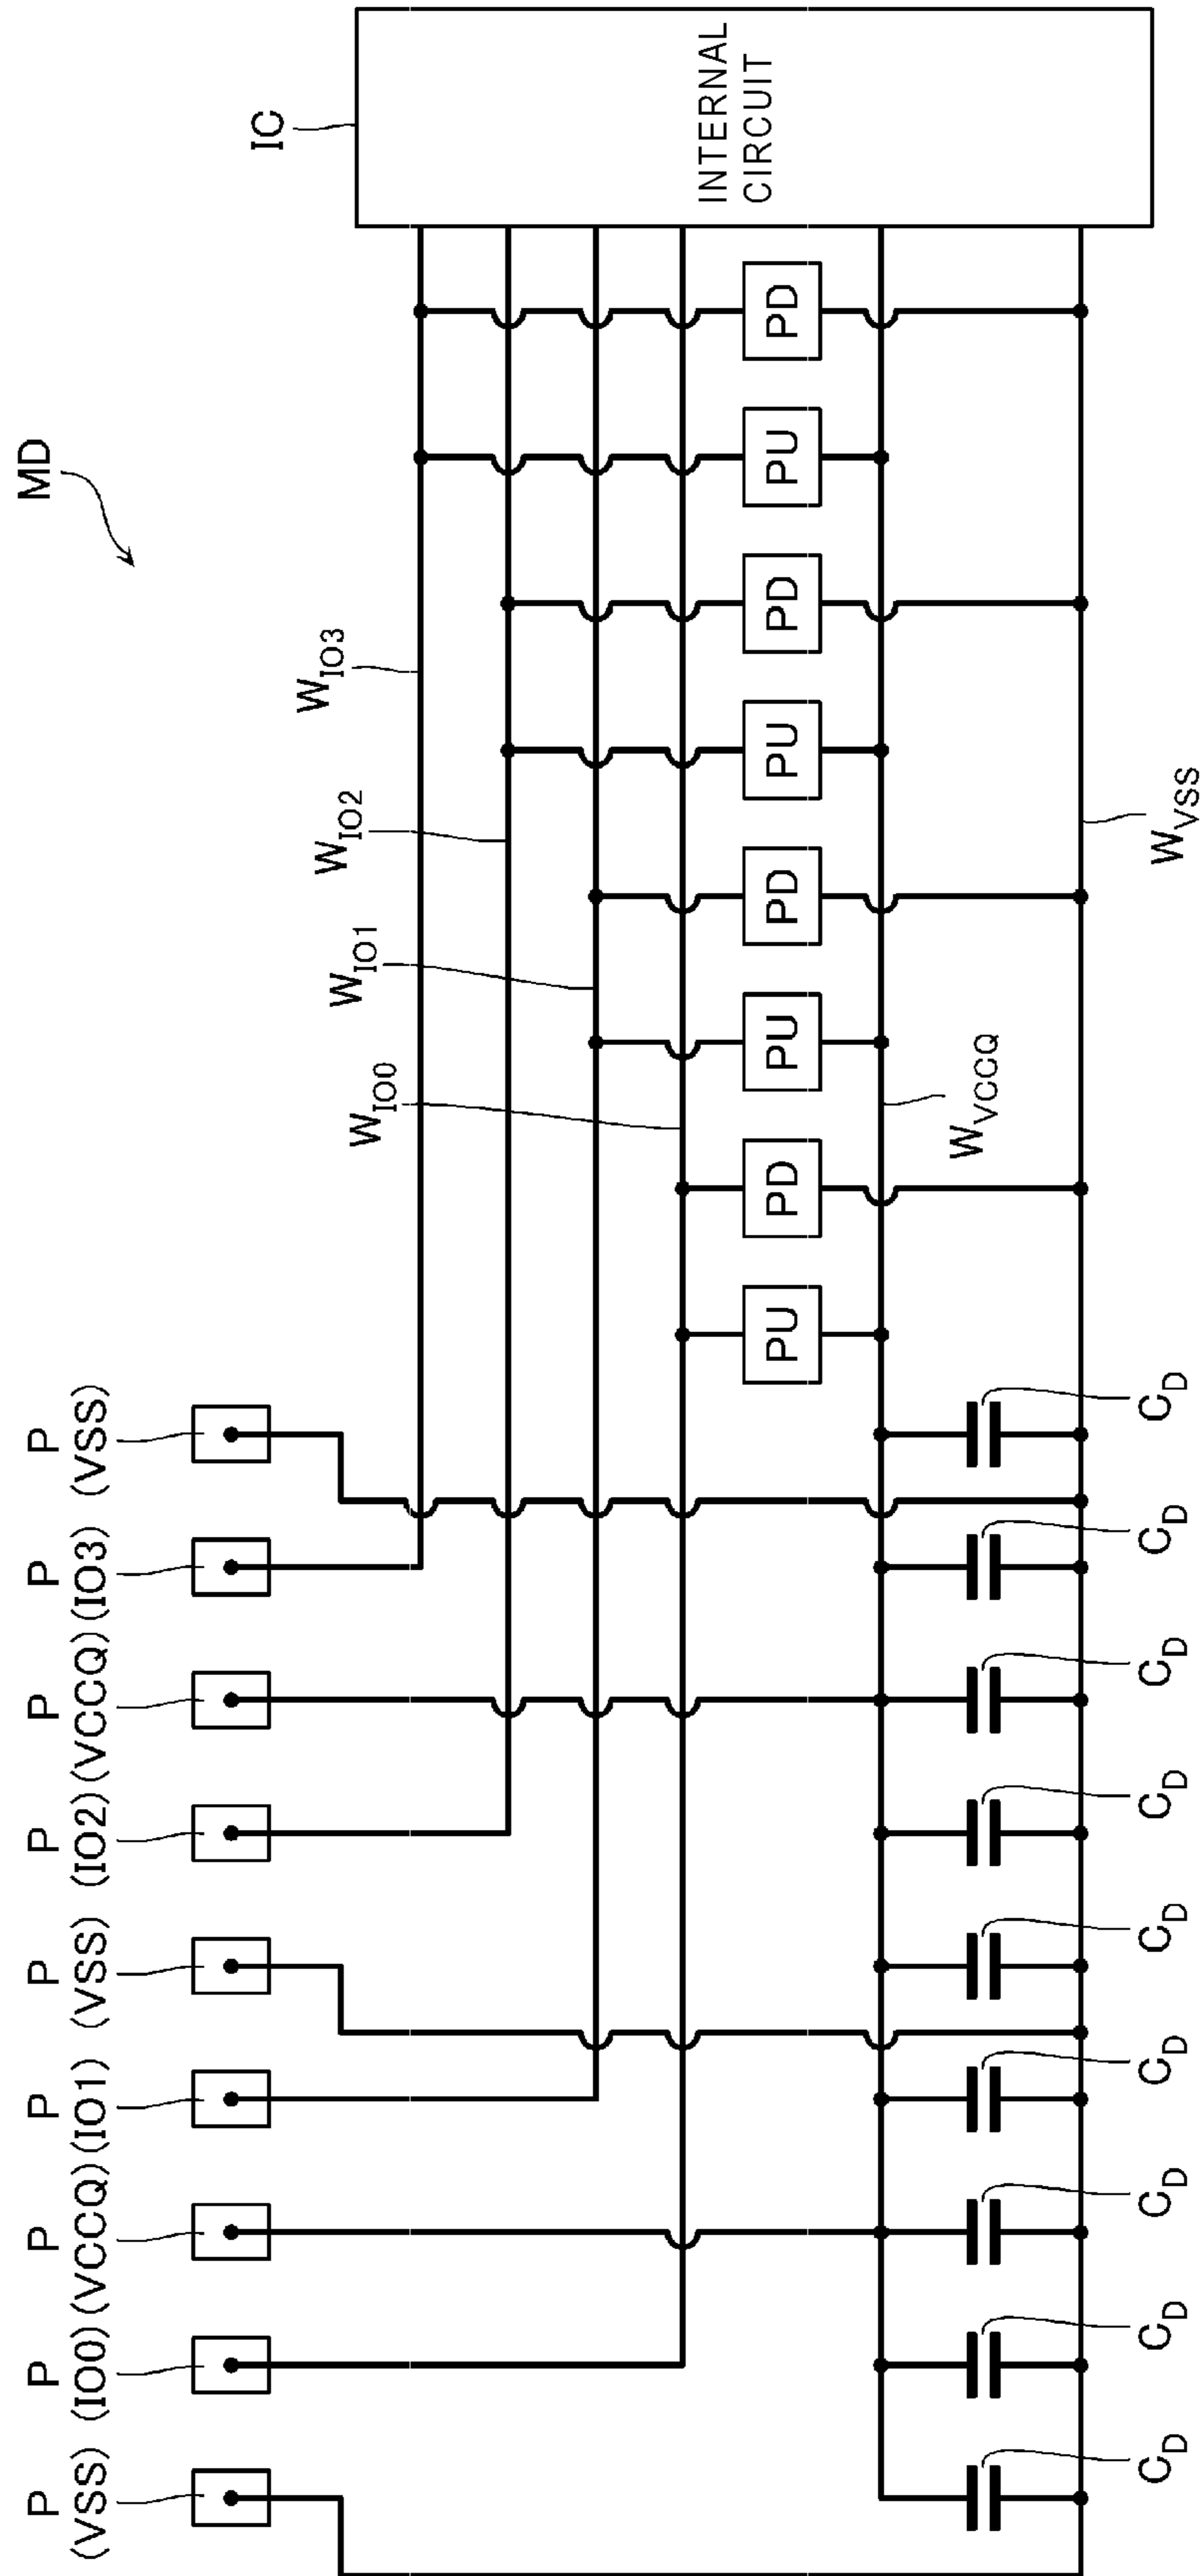 MD
P P P P P P P P P
(VSS) (IO0) (VCCQ) (IO1) (VSS) (IO2) (VCCQ) (IO3) (VSS)
IC
W_IO3
W_IO2
W_IO1
W_IO0
INTERNAL
CIRCUIT
PU PD PU PD PU PD PU PD
W_VCCQ
W_VSS
C_D C_D C_D C_D C_D C_D C_D C_D C_D